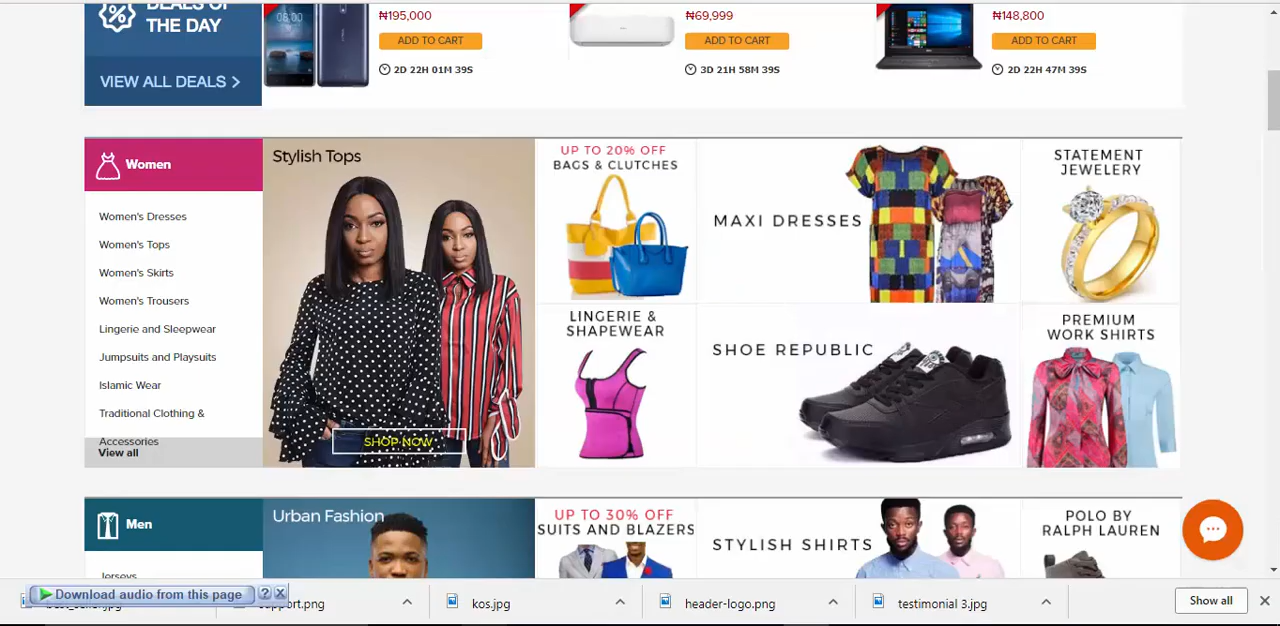 DEALS OF
THE DAY
VIEW ALL DEALS >
₦195,000
ADD TO CART
2D 22H 01M 39S
₦69,999
ADD TO CART
3D 21H 58M 39S
₦148,800
ADD TO CART
2D 22H 47M 39S
Women
Women's Dresses
Women's Tops
Women's Skirts
Women's Trousers
Lingerie and Sleepwear
Jumpsuits and Playsuits
Islamic Wear
Traditional Clothing &
Accessories
View all
Stylish Tops
SHOP NOW
UP TO 20% OFF
BAGS & CLUTCHES
MAXI DRESSES
STATEMENT
JEWELERY
LINGERIE &
SHAPEWEAR
SHOE REPUBLIC
PREMIUM
WORK SHIRTS
Men
Jerseys
Urban Fashion
UP TO 30% OFF
SUITS AND BLAZERS
STYLISH SHIRTS
POLO BY
RALPH LAUREN
Download audio from this page ? X
support.png
kos.jpg
header-logo.png
testimonial 3.jpg
Show all